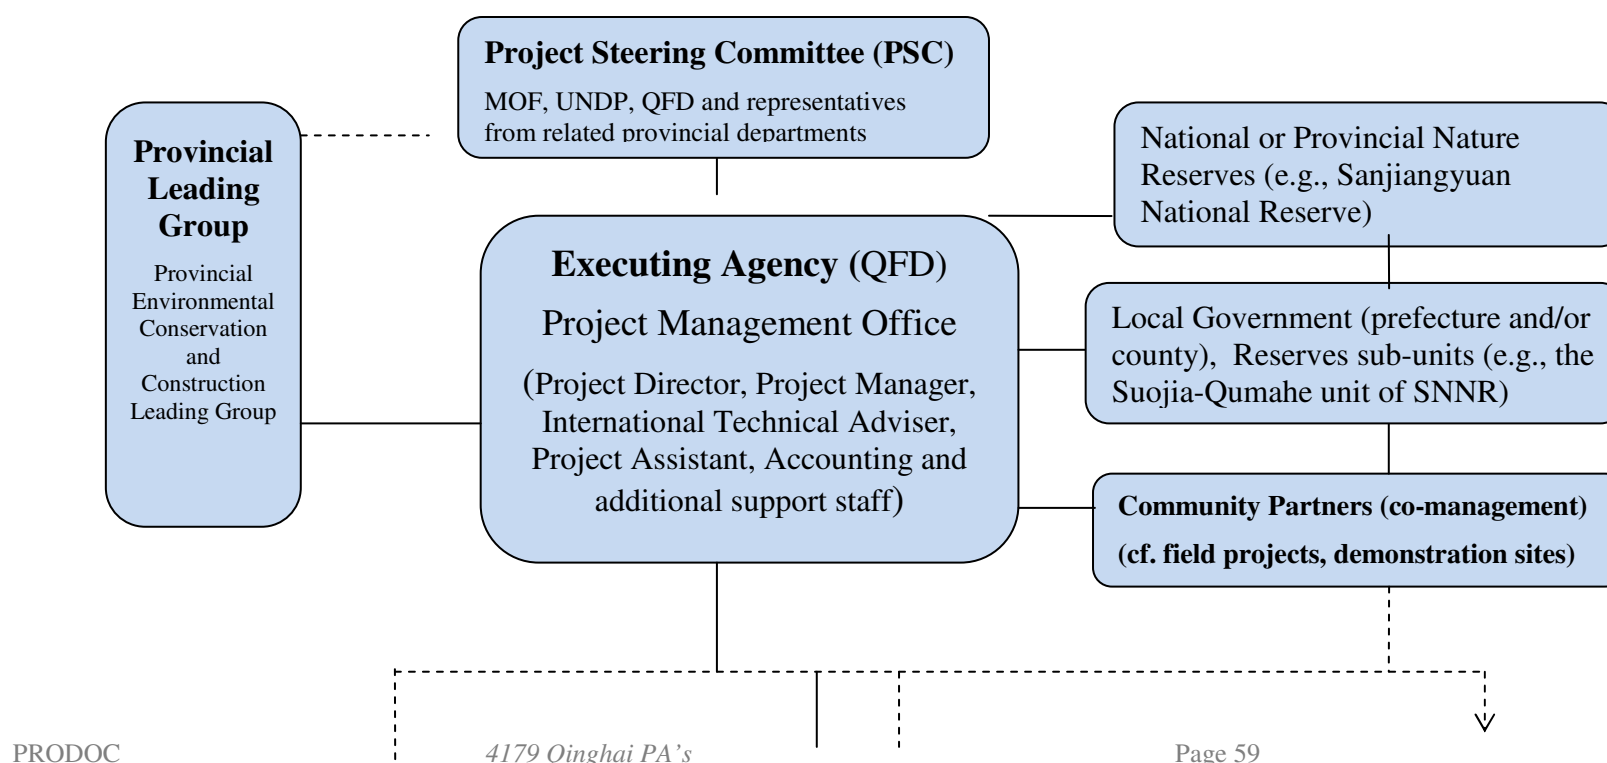 Project Steering Committee (PSC)
MOF, UNDP, QFD and representatives
from related provincial departments
Provincial
Leading
Group
Provincial
Environmental
Conservation
and
Construction
Leading Group
National or Provincial Nature
Reserves (e.g., Sanjiangyuan
National Reserve)
Executing Agency (QFD)
Project Management Office
(Project Director, Project Manager,
International Technical Adviser,
Project Assistant, Accounting and
additional support staff)
Local Government (prefecture and/or
county), Reserves sub-units (e.g., the
Suojia-Qumahe unit of SNNR)
Community Partners (co-management)
(cf. field projects, demonstration sites)
PRODOC 4179 Qinghai PA's Page 59